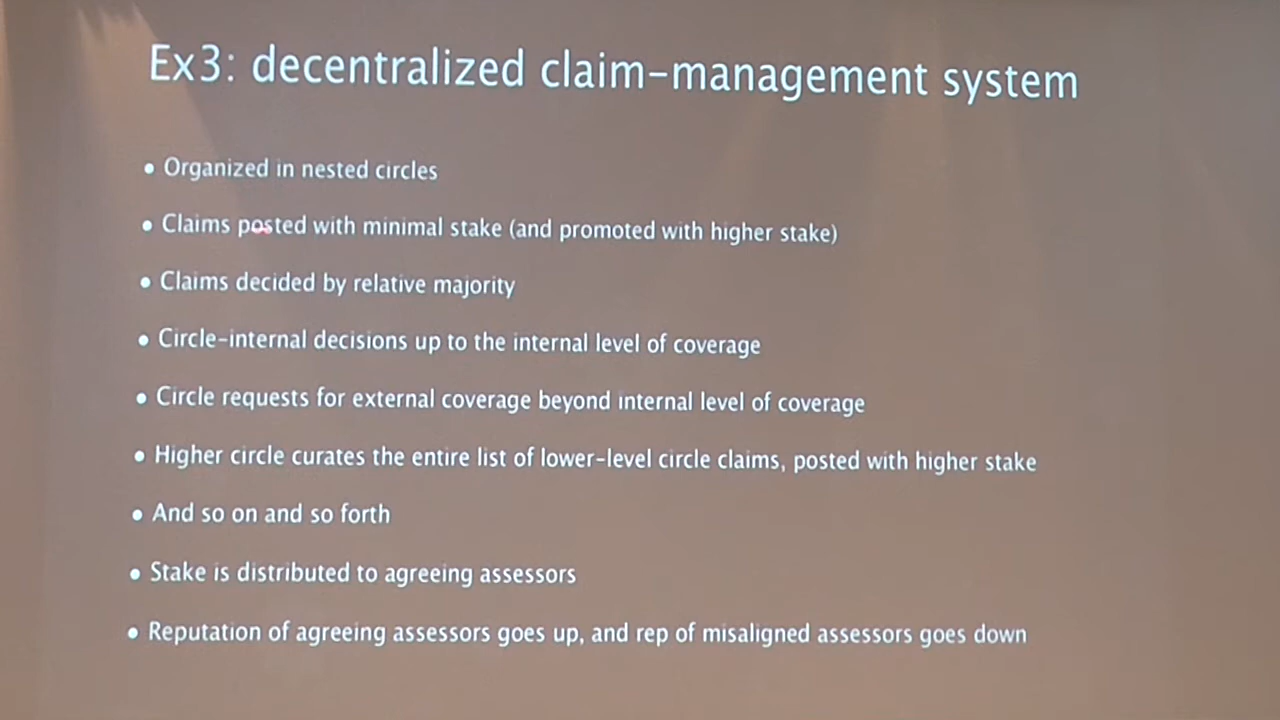 Ex3: decentralized claim-management system
• Organized in nested circles
• Claims posted with minimal stake (and promoted with higher stake)
• Claims decided by relative majority
• Circle-internal decisions up to the internal level of coverage
• Circle requests for external coverage beyond internal level of coverage
• Higher circle curates the entire list of lower-level circle claims, posted with higher stake
• And so on and so forth
• Stake is distributed to agreeing assessors
• Reputation of agreeing assessors goes up, and rep of misaligned assessors goes down